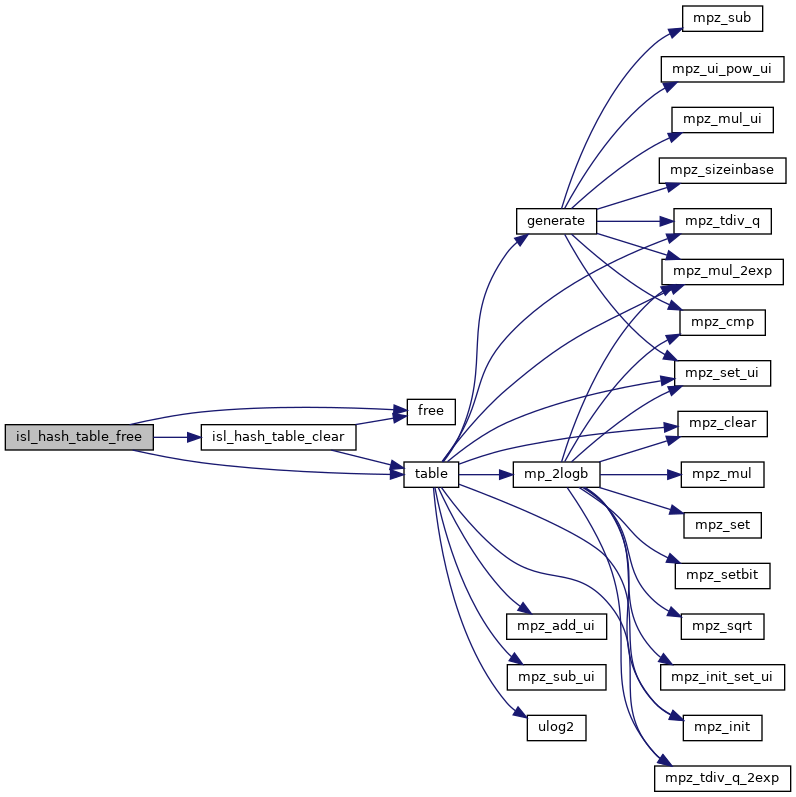 mpz_sub
mpz_ui_pow_ui
mpz_mul_ui
mpz_sizeinbase
generate
mpz_tdiv_q
mpz_mul_2exp
mpz_cmp
mpz_set_ui
free
mpz_clear
isl_hash_table_free
isl_hash_table_clear
table
mp_2logb
mpz_mul
mpz_set
mpz_setbit
mpz_add_ui
mpz_sqrt
mpz_sub_ui
mpz_init_set_ui
ulog2
mpz_init
mpz_tdiv_q_2exp